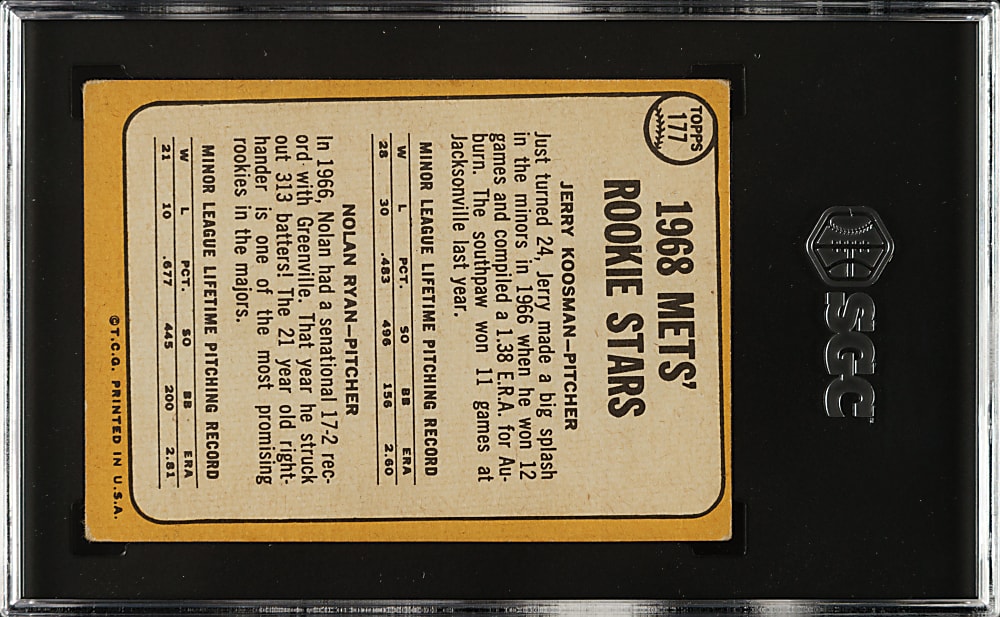 TOPPS
177
1968 METS'
ROOKIE STARS
JERRY KOOSMAN—PITCHER
Just turned 24, Jerry made a big splash
in the minors in 1966 when he won 12
games and compiled a 1.38 E.R.A. for Au-
burn. The southpaw won 11 games at
Jacksonville last year.
MINOR LEAGUE LIFETIME PITCHING RECORD
W L PCT. SO BB ERA
28 30 .483 496 156 2.60
NOLAN RYAN—PITCHER
In 1966, Nolan had a senational 17-2 rec-
ord with Greenville. That year he struck
out 313 batters! The 21 year old right-
hander is one of the most promising
rookies in the majors.
MINOR LEAGUE LIFETIME PITCHING RECORD
W L PCT. SO BB ERA
21 10 .677 445 200 2.81
©T.C.G. PRINTED IN U.S.A.
SGC